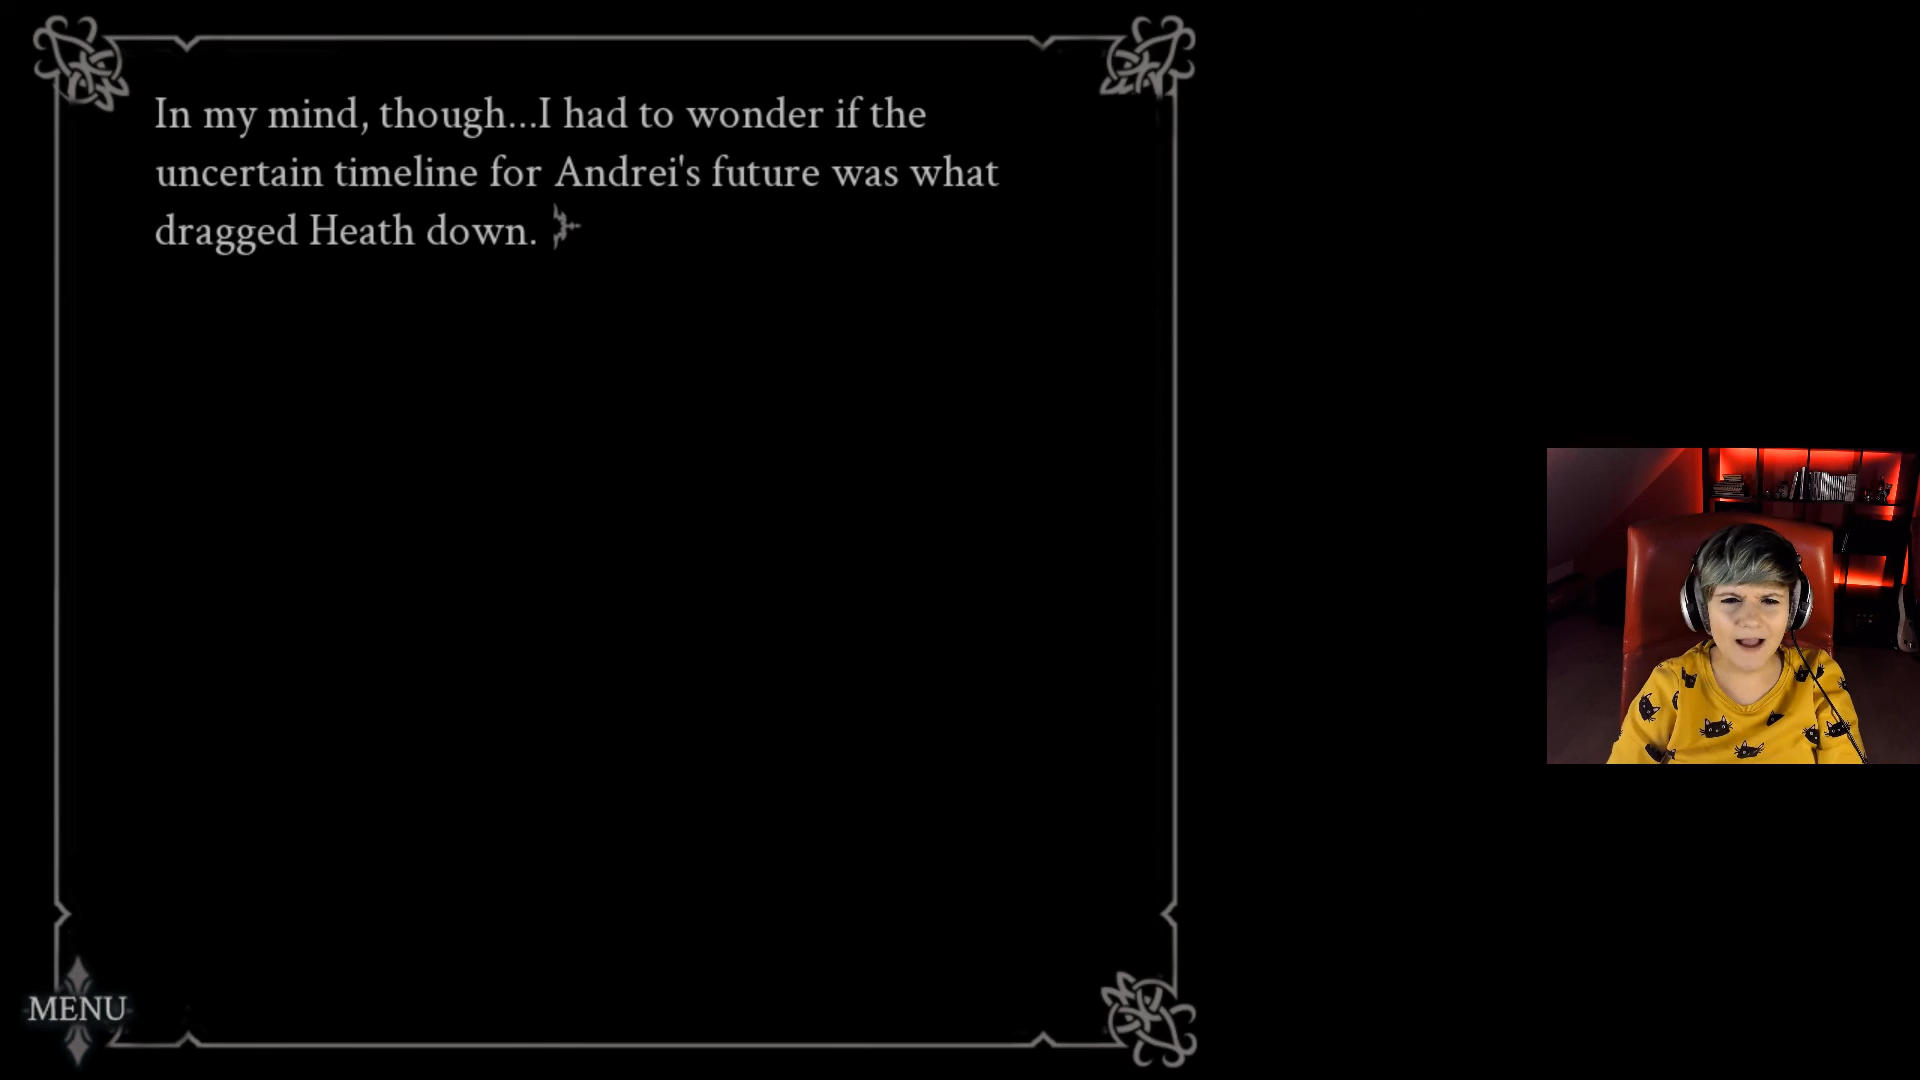 In my mind, though...I had to wonder if the
uncertain timeline for Andrei's future was what
dragged Heath down.
MENU